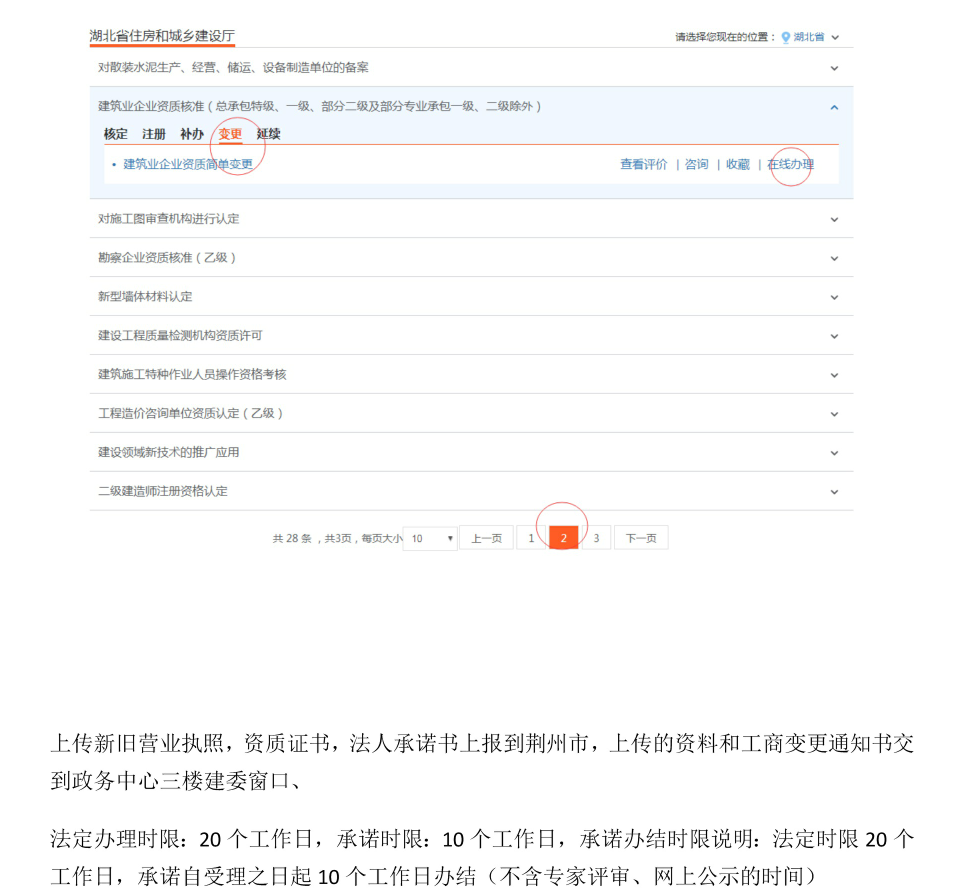 湖北省住房和城乡建设厅 请选择您现在的位置： 湖北省
对散装水泥生产、经营、储运、设备制造单位的备案
建筑业企业资质核准（总承包特级、一级、部分二级及部分专业承包一级、二级除外）
核定 注册 补办 变更 延续
• 建筑业企业资质简单变更 查看评价 | 咨询 | 收藏 | 在线办理
对施工图审查机构进行认定
勘察企业资质核准（乙级）
新型墙体材料认定
建设工程质量检测机构资质许可
建筑施工特种作业人员操作资格考核
工程造价咨询单位资质认定（乙级）
建设领域新技术的推广应用
二级建造师注册资格认定
共 28 条 ，共3页，每页大小 10 上一页 1 2 3 下一页
上传新旧营业执照，资质证书，法人承诺书上报到荆州市，上传的资料和工商变更通知书交
到政务中心三楼建委窗口、
法定办理时限：20 个工作日，承诺时限：10 个工作日，承诺办结时限说明：法定时限 20 个
工作日，承诺自受理之日起 10 个工作日办结（不含专家评审、网上公示的时间）